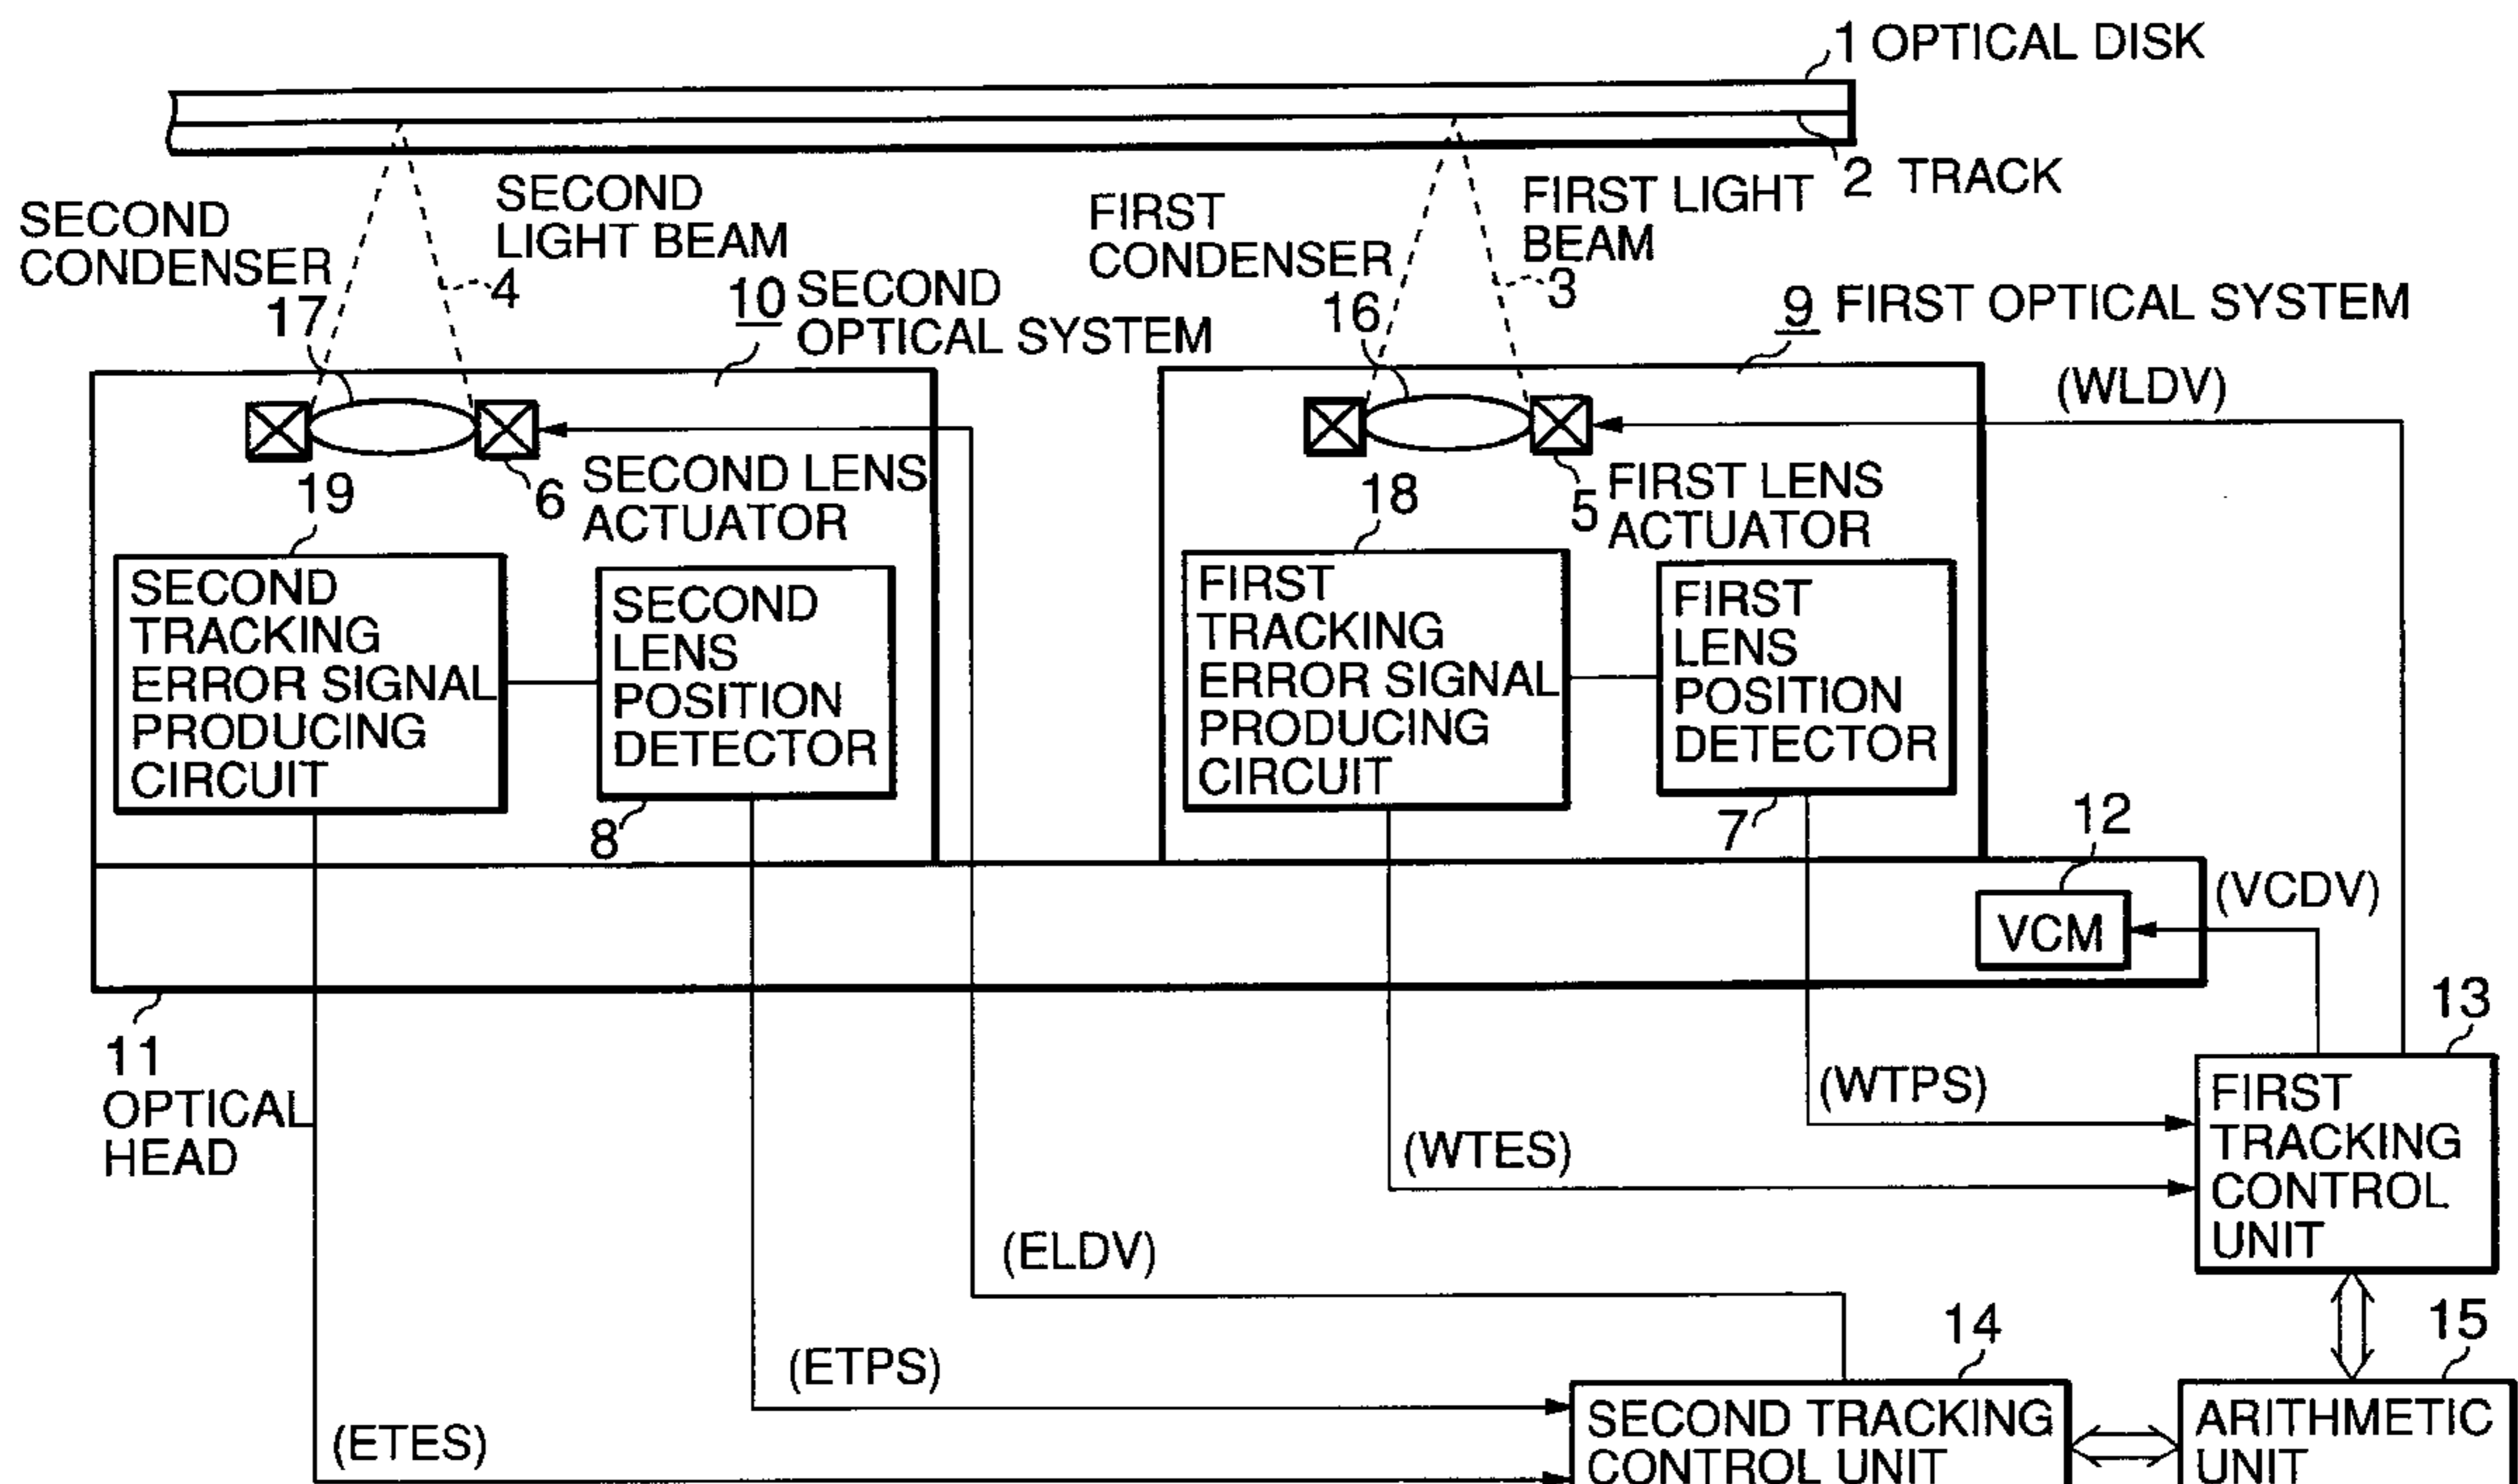 1 OPTICAL DISK
2 TRACK
SECOND
CONDENSER
17
SECOND
LIGHT BEAM
4
10 SECOND
OPTICAL SYSTEM
FIRST
CONDENSER
16
FIRST LIGHT
BEAM
3
9 FIRST OPTICAL SYSTEM
(WLDV)
19
6 SECOND LENS
ACTUATOR
18
5 FIRST LENS
ACTUATOR
SECOND
TRACKING
ERROR SIGNAL
PRODUCING
CIRCUIT
SECOND
LENS
POSITION
DETECTOR
8
FIRST
TRACKING
ERROR SIGNAL
PRODUCING
CIRCUIT
FIRST
LENS
POSITION
DETECTOR
7
12
VCM
(VCDV)
11
OPTICAL
HEAD
13
FIRST
TRACKING
CONTROL
UNIT
(WTPS)
(WTES)
(ELDV)
(ETPS)
(ETES)
14
SECOND TRACKING
CONTROL UNIT
15
ARITHMETIC
UNIT